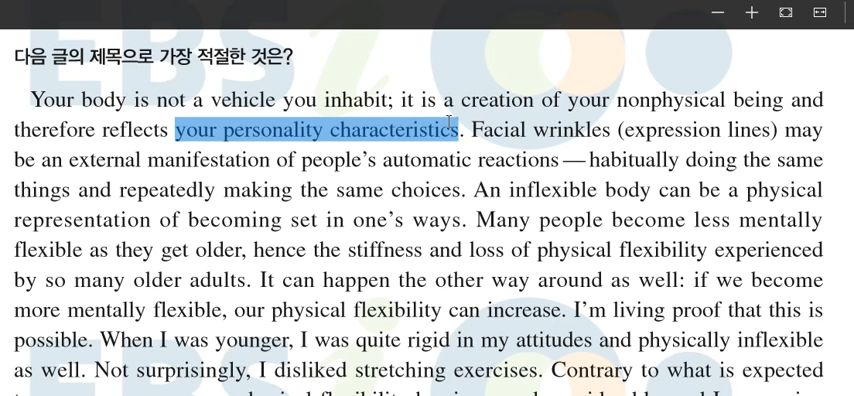 다음 글의 제목으로 가장 적절한 것은?
Your body is not a vehicle you inhabit; it is a creation of your nonphysical being and
therefore reflects your personality characteristics. Facial wrinkles (expression lines) may
be an external manifestation of people's automatic reactions — habitually doing the same
things and repeatedly making the same choices. An inflexible body can be a physical
representation of becoming set in one's ways. Many people become less mentally
flexible as they get older, hence the stiffness and loss of physical flexibility experienced
by so many older adults. It can happen the other way around as well: if we become
more mentally flexible, our physical flexibility can increase. I'm living proof that this is
possible. When I was younger, I was quite rigid in my attitudes and physically inflexible
as well. Not surprisingly, I disliked stretching exercises. Contrary to what is expected